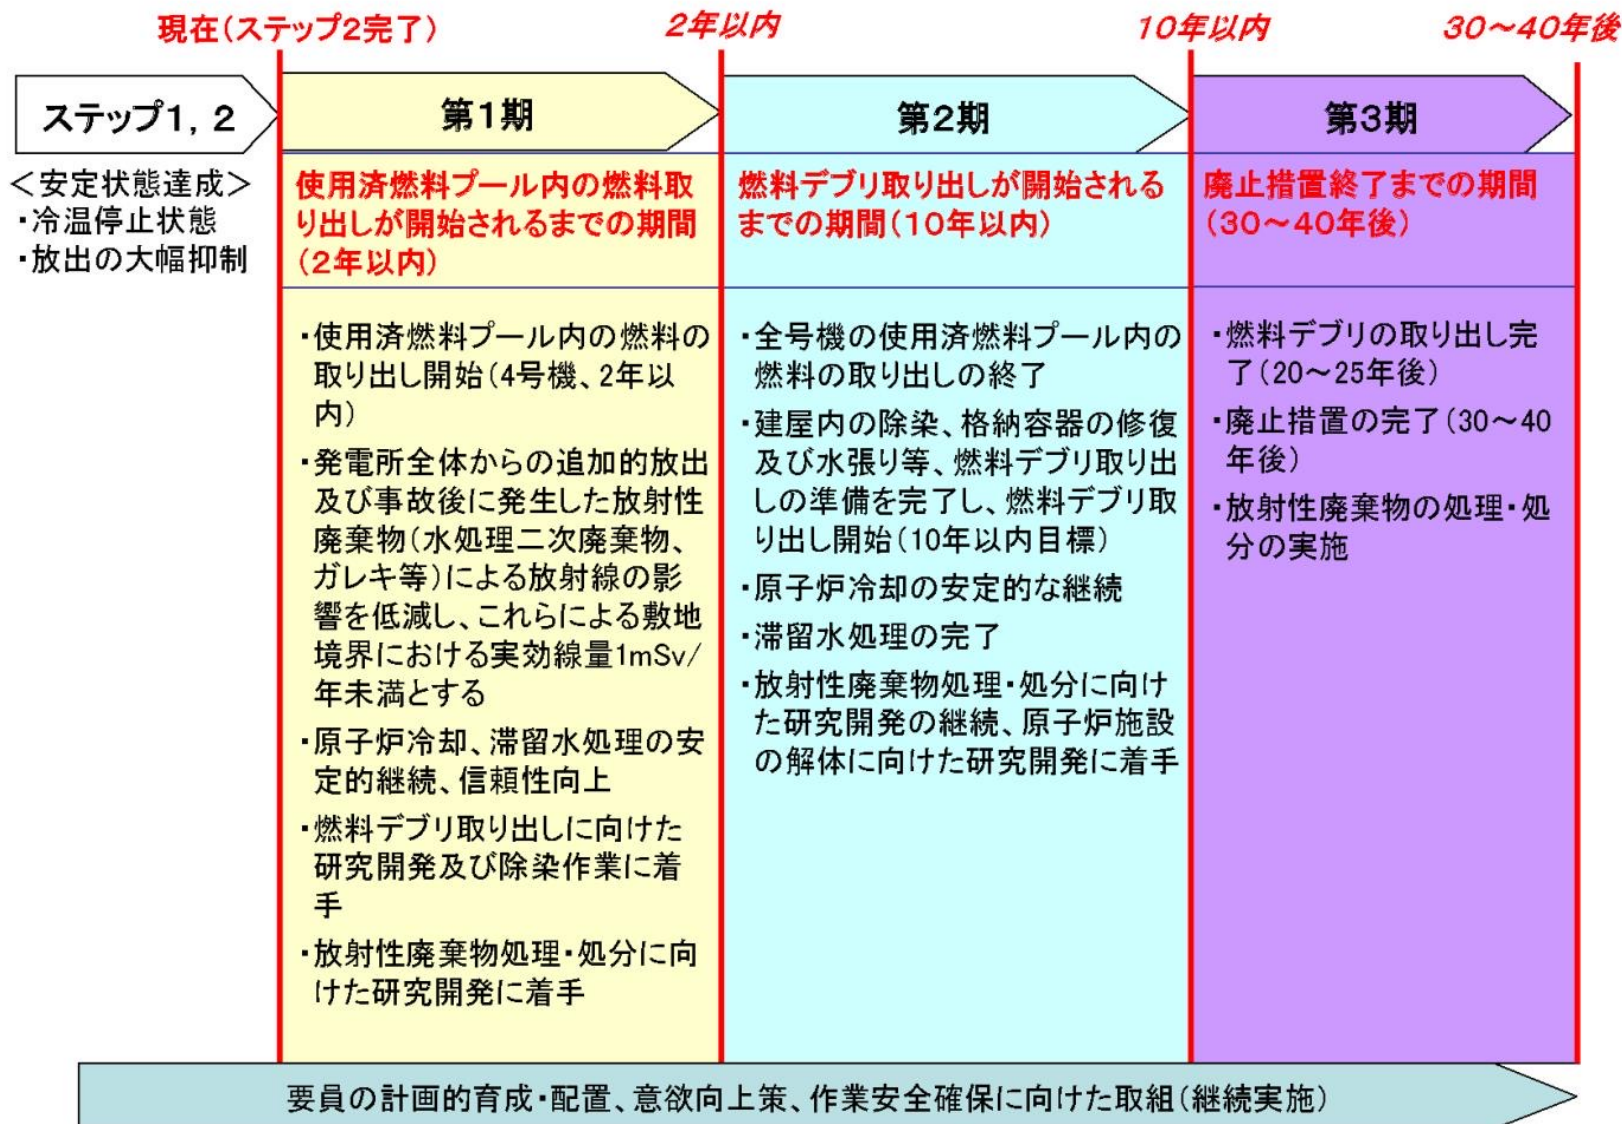 現在(ステップ2完了)
2年以内
10年以内
30~40年後
ステップ1, 2
第1期
第2期
第3期
<安定状態達成>
・冷温停止状態
・放出の大幅抑制
使用済燃料プール内の燃料取
り出しが開始されるまでの期間
(2年以内)
燃料デブリ取り出しが開始される
までの期間(10年以内)
廃止措置終了までの期間
(30~40年後)
・使用済燃料プール内の燃料の
取り出し開始(4号機、2年以
内)
・発電所全体からの追加的放出
及び事故後に発生した放射性
廃棄物(水処理二次廃棄物、
ガレキ等)による放射線の影
響を低減し、これらによる敷地
境界における実効線量1mSv/
年未満とする
・原子炉冷却、滞留水処理の安
定的継続、信頼性向上
・燃料デブリ取り出しに向けた
研究開発及び除染作業に着
手
・放射性廃棄物処理・処分に向
けた研究開発に着手
・全号機の使用済燃料プール内の
燃料の取り出しの終了
・建屋内の除染、格納容器の修復
及び水張り等、燃料デブリ取り出
しの準備を完了し、燃料デブリ取
り出し開始(10年以内目標)
・原子炉冷却の安定的な継続
・滞留水処理の完了
・放射性廃棄物処理・処分に向け
た研究開発の継続、原子炉施設
の解体に向けた研究開発に着手
・燃料デブリの取り出し完
了(20~25年後)
・廃止措置の完了(30~40
年後)
・放射性廃棄物の処理・処
分の実施
要員の計画的育成・配置、意欲向上策、作業安全確保に向けた取組(継続実施)